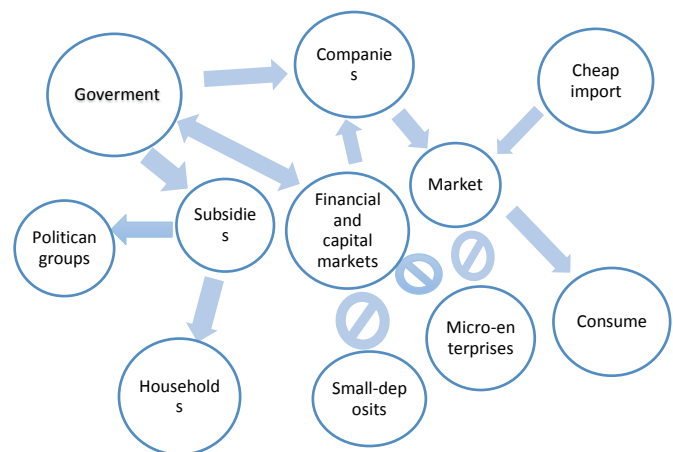 Companie
s
Goverment
Cheap
import
Market
Subsidie
s
Financial
and
capital
markets
Politican
groups
Micro-en
terprises
Consume
Household
s
Small-dep
osits